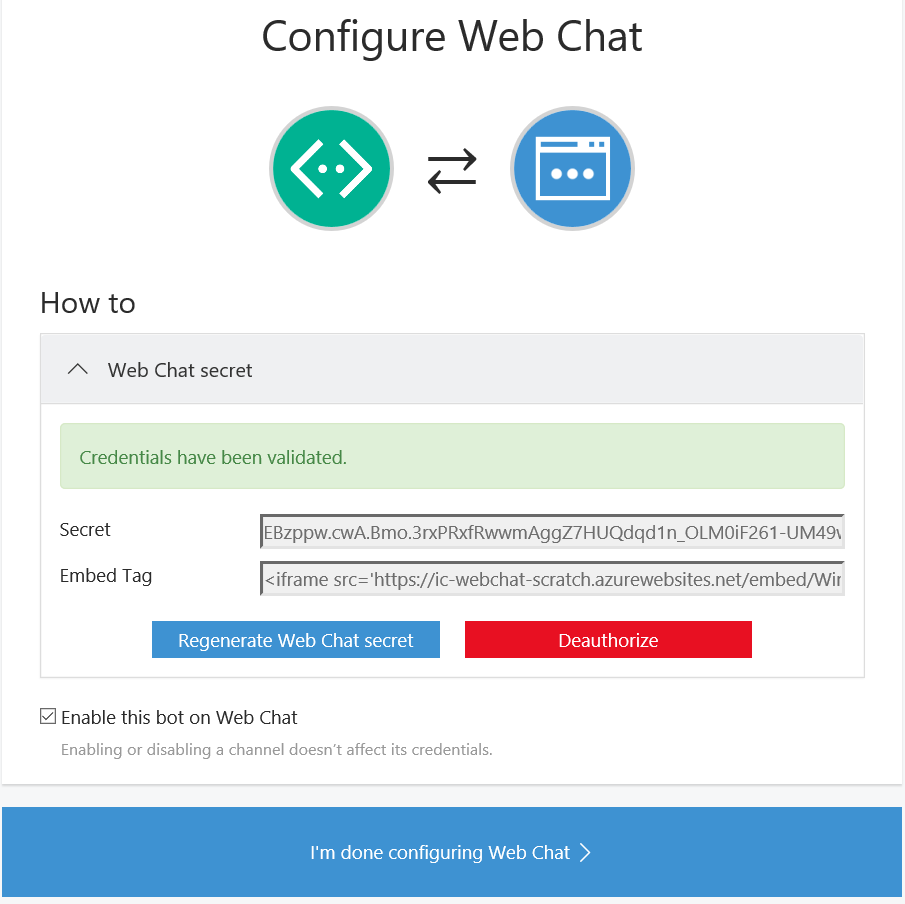 Configure Web Chat
How to
Web Chat secret
Credentials have been validated.
Secret
EBzppw.cwA.Bmo.3rxPRxfRwwmAggZ7HUQdqd1n_OLM0iF261-UM49
Embed Tag
<iframe src='https://ic-webchat-scratch.azurewebsites.net/embed/Wi
Regenerate Web Chat secret
Deauthorize
Enable this bot on Web Chat
Enabling or disabling a channel doesn’t affect its credentials.
I'm done configuring Web Chat